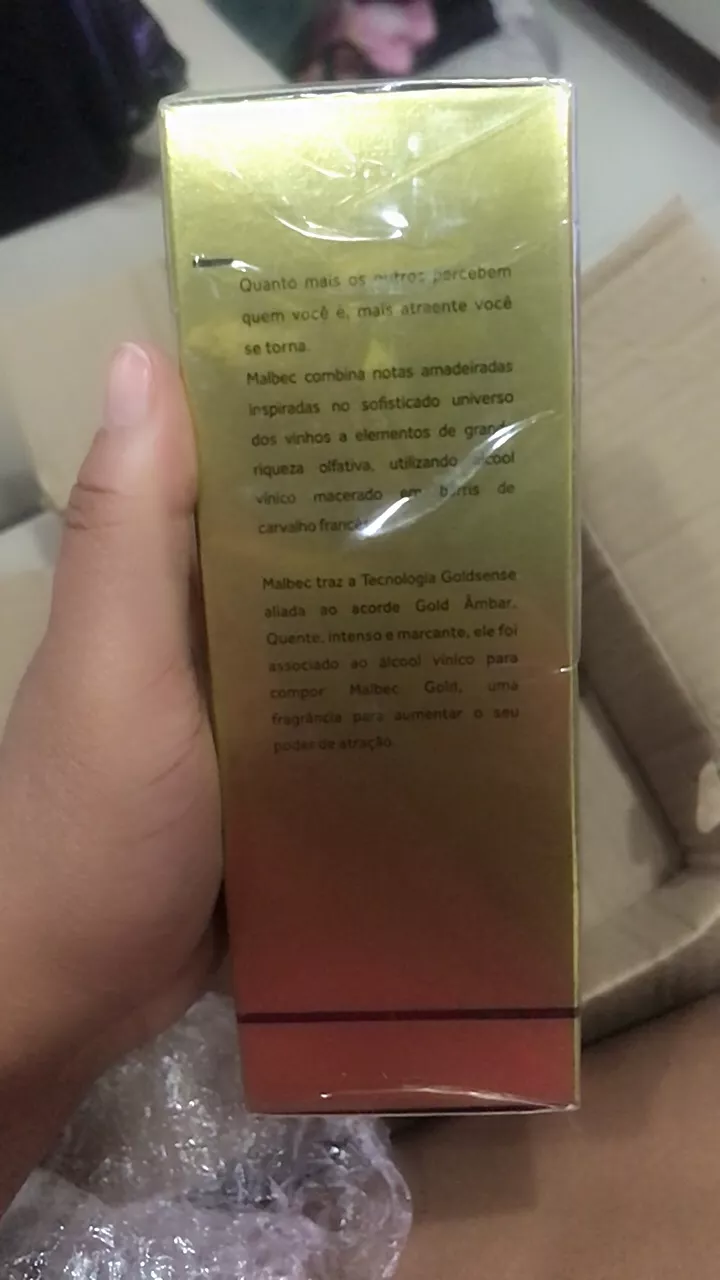 Quanto mais os outros percebem
quem você é, mais atraente você
se torna.
Malbec combina notas amadeiradas
inspiradas no sofisticado universo
dos vinhos a elementos de grande
riqueza olfativa, utilizando álcool
vínico macerado em barris de
carvalho francês.
Malbec traz a Tecnologia Goldsense
aliada ao acorde Gold Âmbar.
Quente, intenso e marcante, ele foi
associado ao álcool vínico para
compor Malbec Gold, uma
fragrância para aumentar o seu
poder de atração.